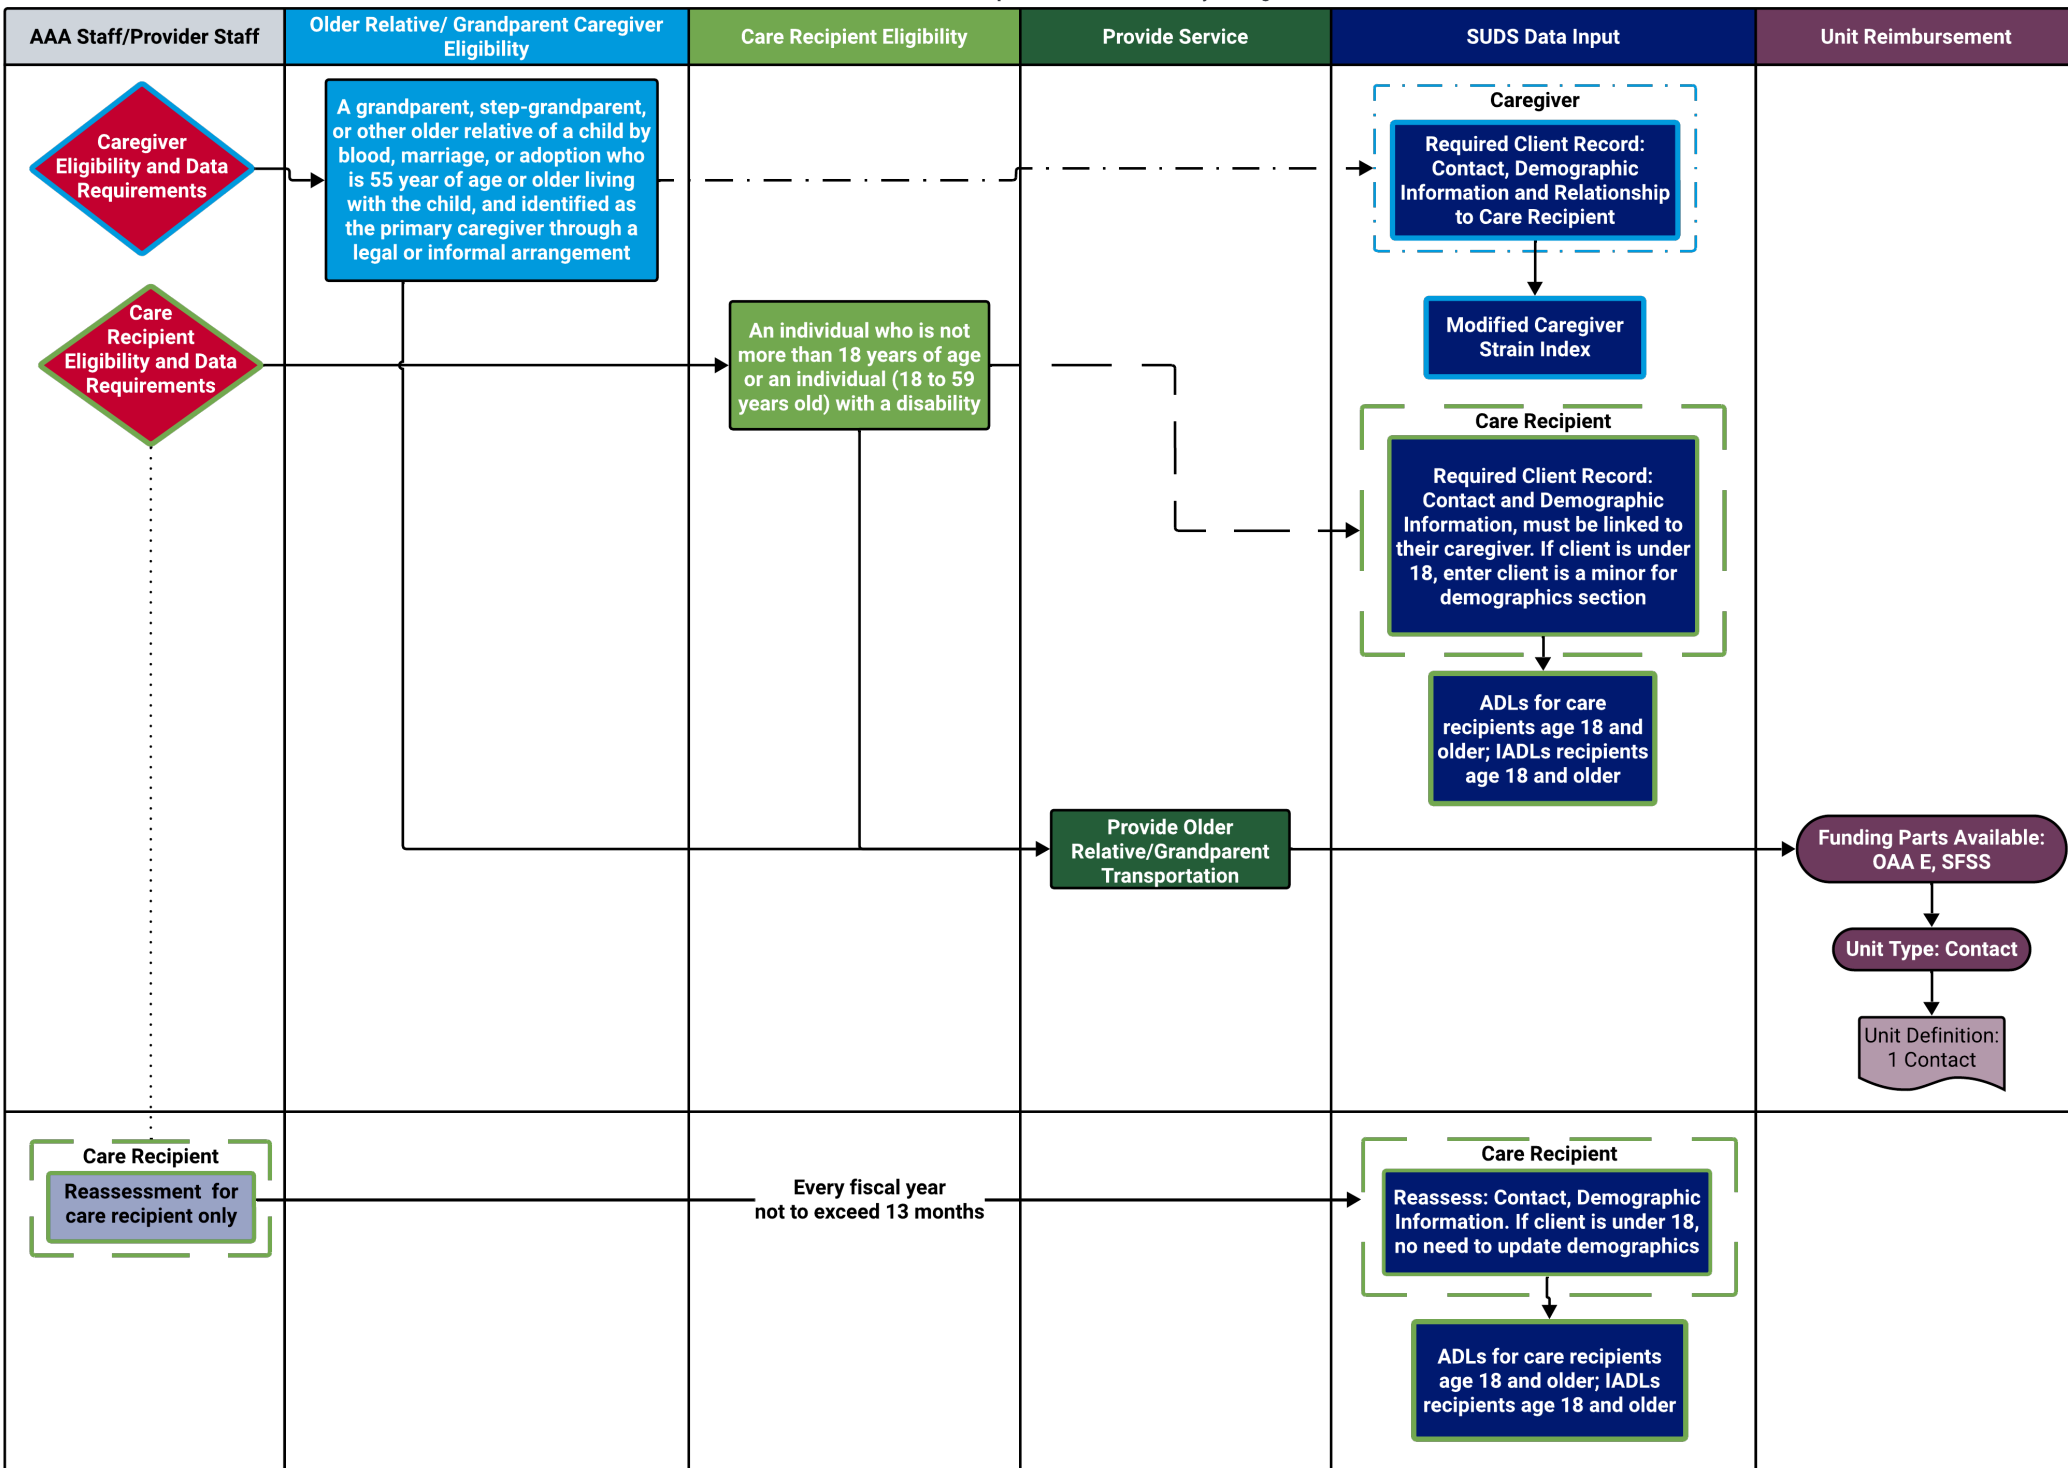 AAA Staff/Provider Staff
Older Relative/ Grandparent Caregiver
Eligibility
Care Recipient Eligibility
Provide Service
SUDS Data Input
Unit Reimbursement
Caregiver
Eligibility and Data
Requirements
A grandparent, step-grandparent,
or other older relative of a child by
blood, marriage, or adoption who
is 55 year of age or older living
with the child, and identified as
the primary caregiver through a
legal or informal arrangement
Caregiver
Required Client Record:
Contact, Demographic
Information and Relationship
to Care Recipient
Modified Caregiver
Strain Index
Care
Recipient
Eligibility and Data
Requirements
An individual who is not
more than 18 years of age
or an individual (18 to 59
years old) with a disability
Care Recipient
Required Client Record:
Contact and Demographic
Information, must be linked to
their caregiver. If client is under
18, enter client is a minor for
demographics section
ADLs for care
recipients age 18 and
older; IADLs recipients
age 18 and older
Provide Older
Relative/Grandparent
Transportation
Funding Parts Available:
OAA E, SFSS
Unit Type: Contact
Unit Definition:
1 Contact
Care Recipient
Reassessment for
care recipient only
Every fiscal year
not to exceed 13 months
Care Recipient
Reassess: Contact, Demographic
Information. If client is under 18,
no need to update demographics
ADLs for care recipients
age 18 and older; IADLs
recipients age 18 and older